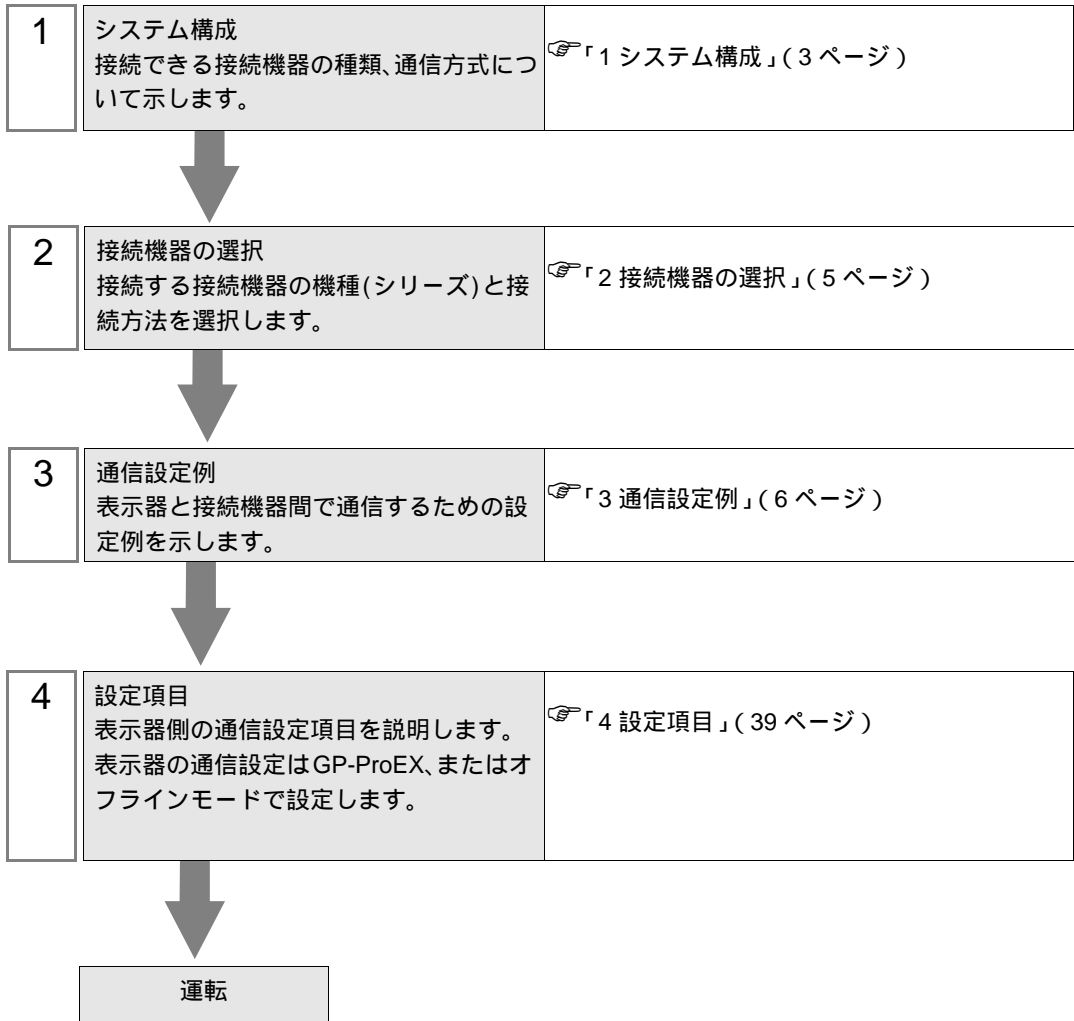 1
システム構成
接続できる接続機器の種類、通信方式につ
いて示します。
☞「1 システム構成」(3 ページ)
2
接続機器の選択
接続する接続機器の機種(シリーズ)と接
続方法を選択します。
☞「2 接続機器の選択」(5 ページ)
3
通信設定例
表示器と接続機器間で通信するための設
定例を示します。
☞「3 通信設定例」(6 ページ)
4
設定項目
表示器側の通信設定項目を説明します。
表示器の通信設定はGP-ProEX、またはオ
フラインモードで設定します。
☞「4 設定項目」(39 ページ)
運転